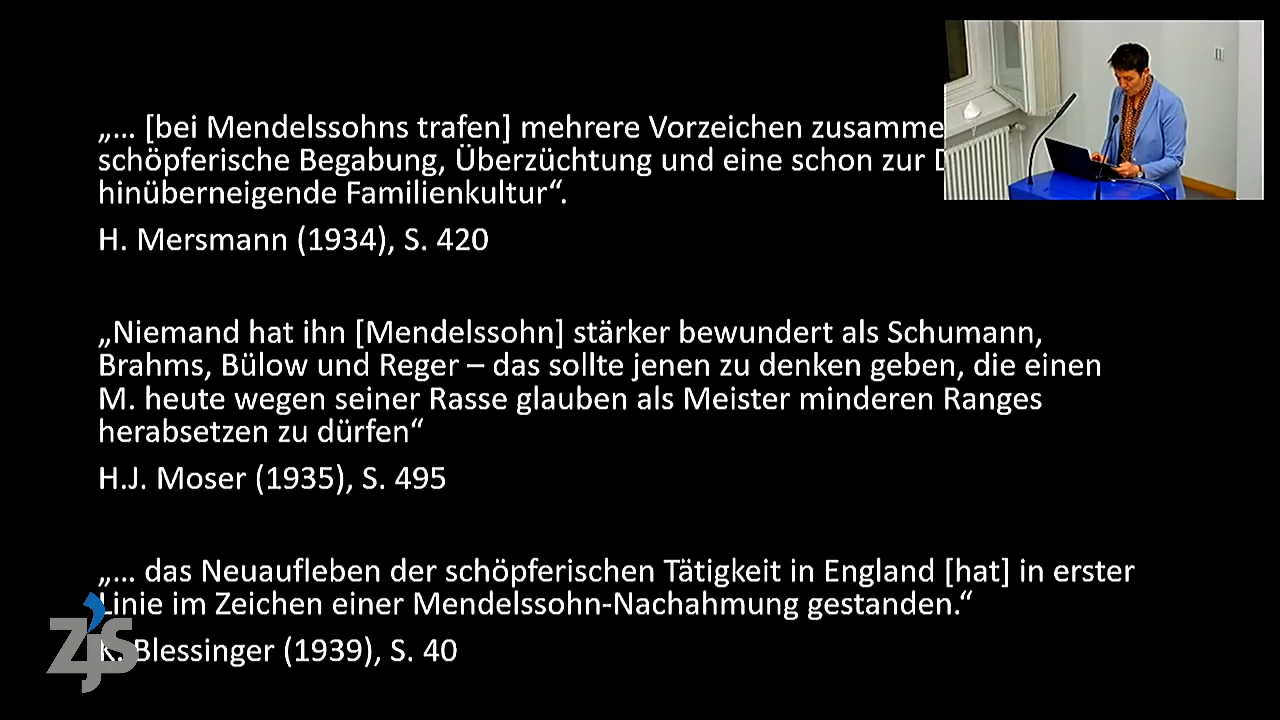 „… [bei Mendelssohns trafen] mehrere Vorzeichen
schöpferische Begabung, Überzüchtung und eine schon zur
hinüberneigende Familienkultur“.
H. Mersmann (1934), S. 420
„Niemand hat ihn [Mendelssohn] stärker bewundert als Schumann,
Brahms, Bülow und Reger – das sollte jenen zu denken geben, die einen
M. heute wegen seiner Rasse glauben als Meister minderen Ranges
herabsetzen zu dürfen“
H.J. Moser (1935), S. 495
„… das Neuaufleben der schöpferischen Tätigkeit in England [hat] in erster
Linie im Zeichen einer Mendelssohn-Nachahmung gestanden.“
K. Blessinger (1939), S. 40
ZjS